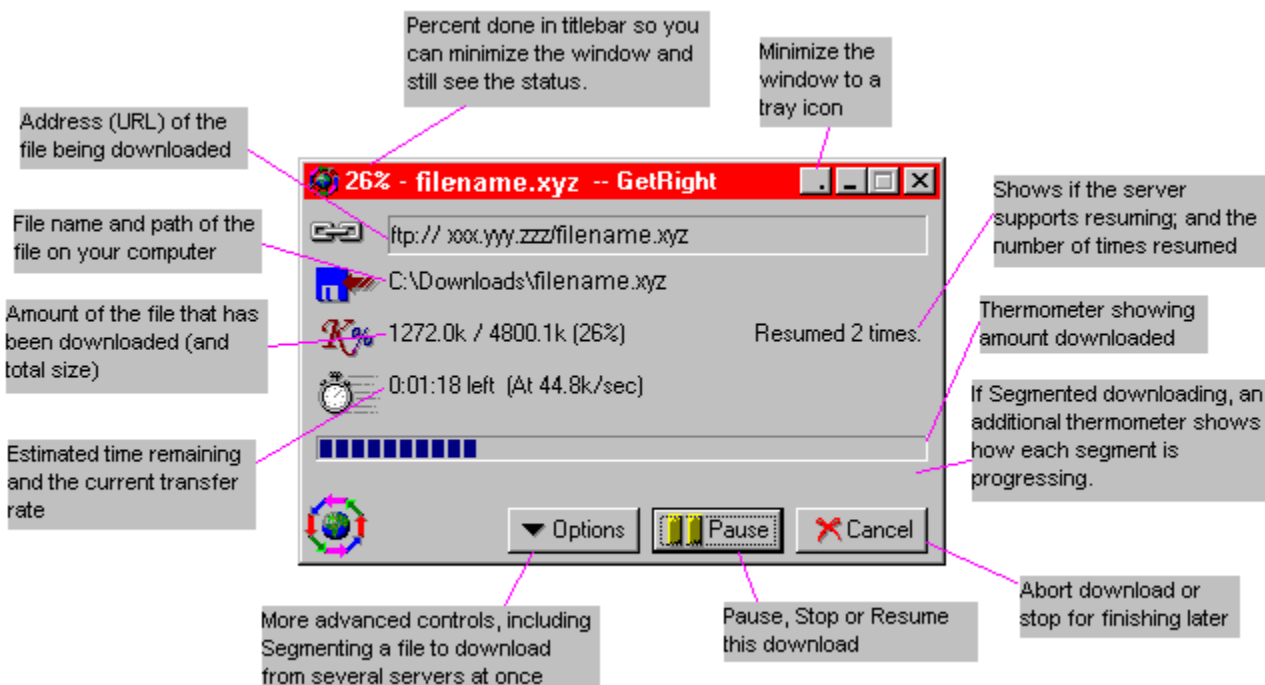 Percent done in titlebar so you
can minimize the window and
still see the status.
Minimize the
window to a
tray icon
Address (URL) of the
file being downloaded
26% - filename.xyz -- GetRight
Shows if the server
supports resuming; and the
number of times resumed
File name and path of the
file on your computer
ftp:// xxx.yyy.zzz/filename.xyz
C:\Downloads\filename.xyz
Amount of the file that has
been downloaded (and
total size)
K%
1272.0k / 4800.1k (26%)
Resumed 2 times.
Thermometer showing
amount downloaded
0:01:18 left (At 44.8k/sec)
If Segmented downloading, an
additional thermometer shows
how each segment is
progressing.
Estimated time remaining
and the current transfer
rate
Options
Pause
Cancel
More advanced controls, including
Segmenting a file to download
from several servers at once
Pause, Stop or Resume
this download
Abort download or
stop for finishing later